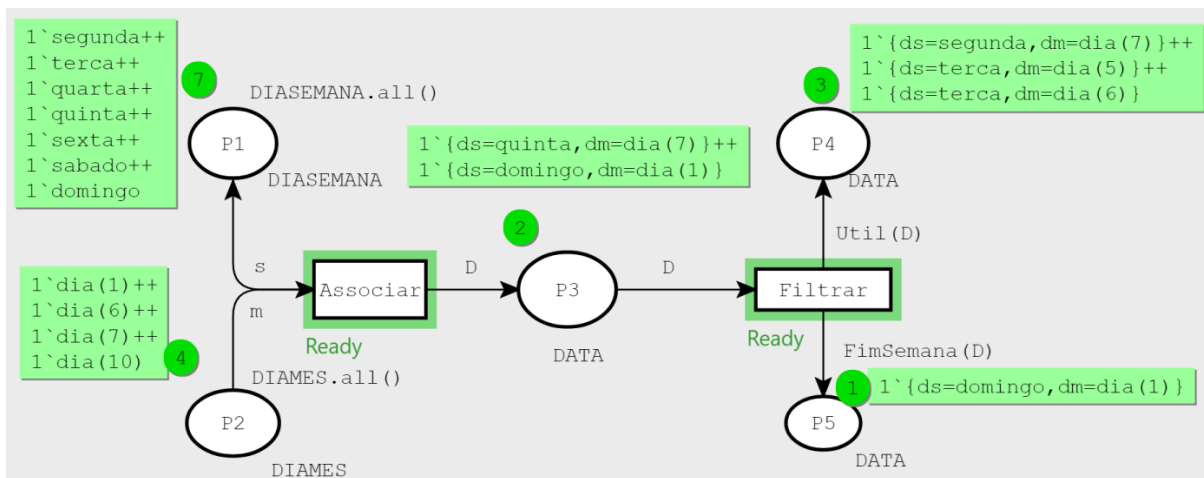 1`segunda++
1`terca++
1`quarta++
1`quinta++
1`sexta++
1`sabado++
1`domingo
7
DIASEMANA.all()
P1
DIASEMANA
1`{ds=quinta,dm=dia(7)}++
1`{ds=domingo,dm=dia(1)}
2
1`{ds=segunda,dm=dia(7)}++
1`{ds=terca,dm=dia(5)}++
1`{ds=terca,dm=dia(6)}
3
P4
DATA
Util(D)
s
m
Associar
Ready
D
P3
DATA
D
Filtrar
Ready
1`dia(1)++
1`dia(6)++
1`dia(7)++
1`dia(10)
4
DIAMES.all()
P2
DIAMES
FimSemana(D)
1
1`{ds=domingo,dm=dia(1)}
P5
DATA